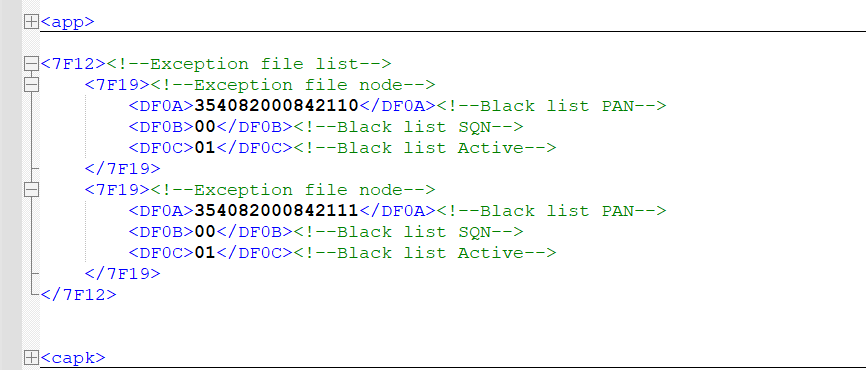 <app>
<7F12><!--Exception file list-->
<7F19><!--Exception file node-->
<DF0A>354082000842110</DF0A><!--Black list PAN-->
<DF0B>00</DF0B><!--Black list SQN-->
<DF0C>01</DF0C><!--Black list Active-->
</7F19>
<7F19><!--Exception file node-->
<DF0A>354082000842111</DF0A><!--Black list PAN-->
<DF0B>00</DF0B><!--Black list SQN-->
<DF0C>01</DF0C><!--Black list Active-->
</7F19>
</7F12>
<capk>